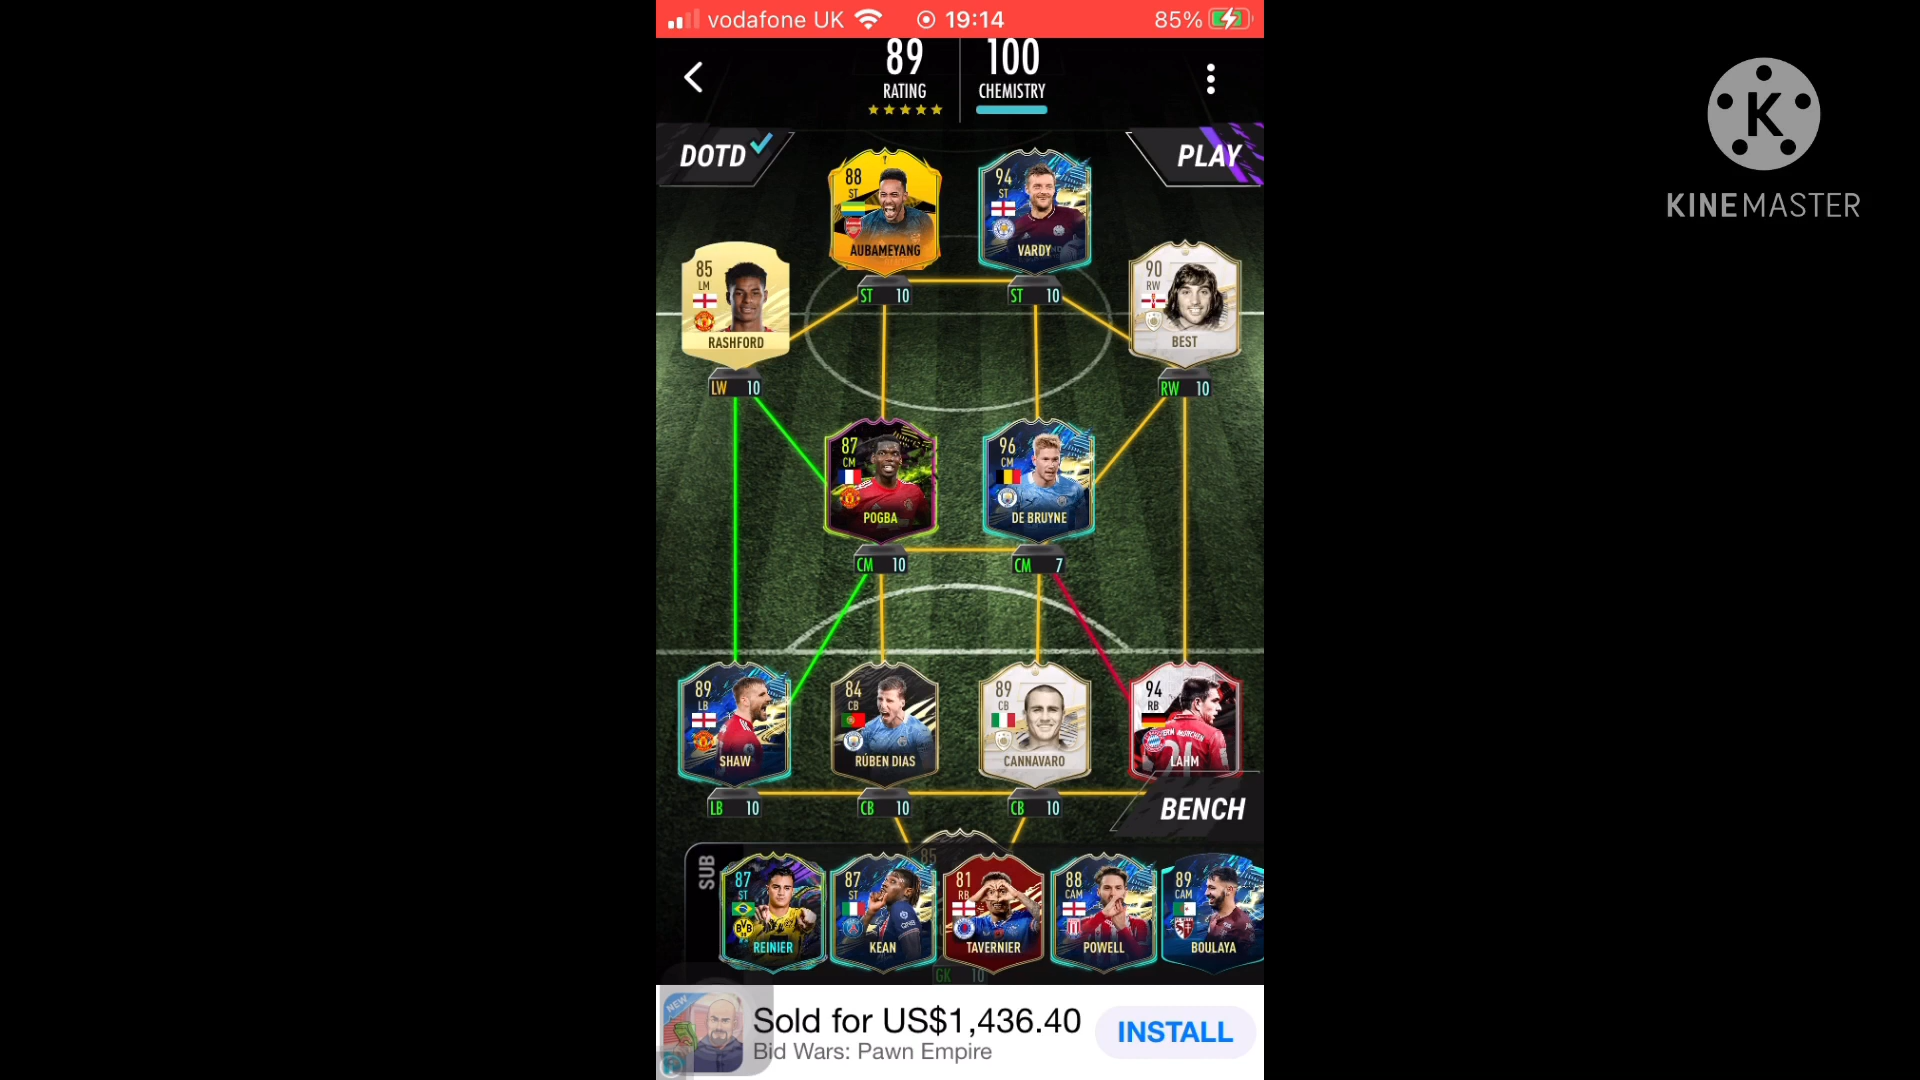 vodafone UK 19:14 85%
89 100
RATING CHEMISTRY
DOTD PLAY
K
KINEMASTER
88 ST AUBAMEYANG
94 ST VARDY
ST 10
ST 10
85 LM RASHFORD
90 RW BEST
LW 10
RW 10
87 CM POGBA
96 CM DE BRUYNE
CM 10
CM 7
89 LB SHAW
84 CB RÚBEN DIAS
89 CB CANNAVARO
94 RB LAHM
LB 10
CB 10
CB 10
BENCH
SUB
85
87 ST REINIER
87 ST KEAN
81 RB TAVERNIER
88 CAM POWELL
89 CAM BOULAYA
GK 10
NEW
Sold for US$1,436.40
Bid Wars: Pawn Empire
INSTALL